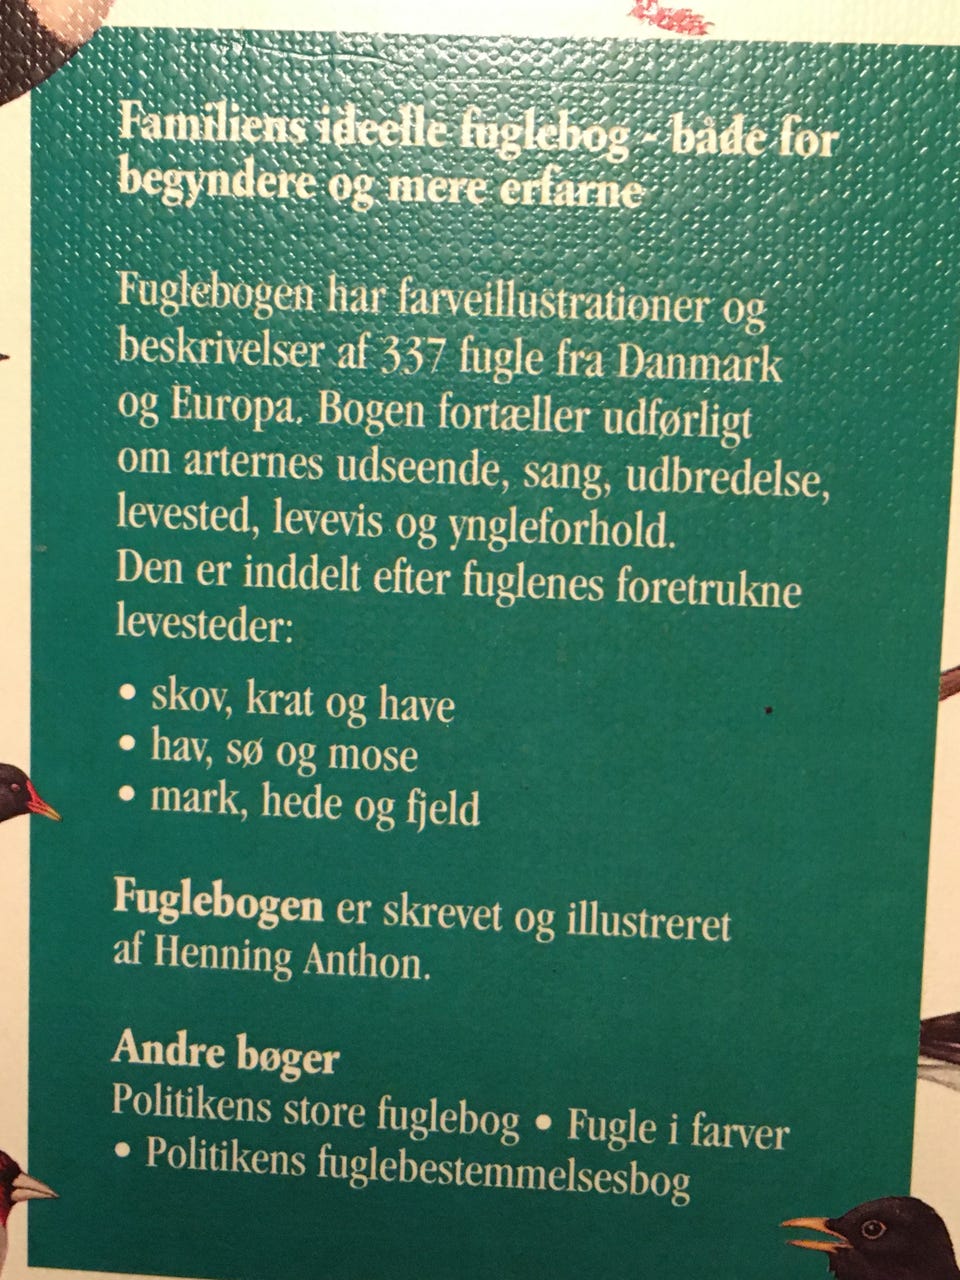 Familiens ideelle fuglebog - både for
begyndere og mere erfarne
Fuglebogen har farveillustrationer og
beskrivelser af 337 fugle fra Danmark
og Europa. Bogen fortæller udførligt
om arternes udseende, sang, udbredelse,
levested, levevis og yngleforhold.
Den er inddelt efter fuglenes foretrukne
levesteder:
• skov, krat og have
• hav, sø og mose
• mark, hede og fjeld
Fuglebogen er skrevet og illustreret
af Henning Anthon.
Andre bøger
Politikens store fuglebog • Fugle i farver
• Politikens fuglebestemmelsesbog